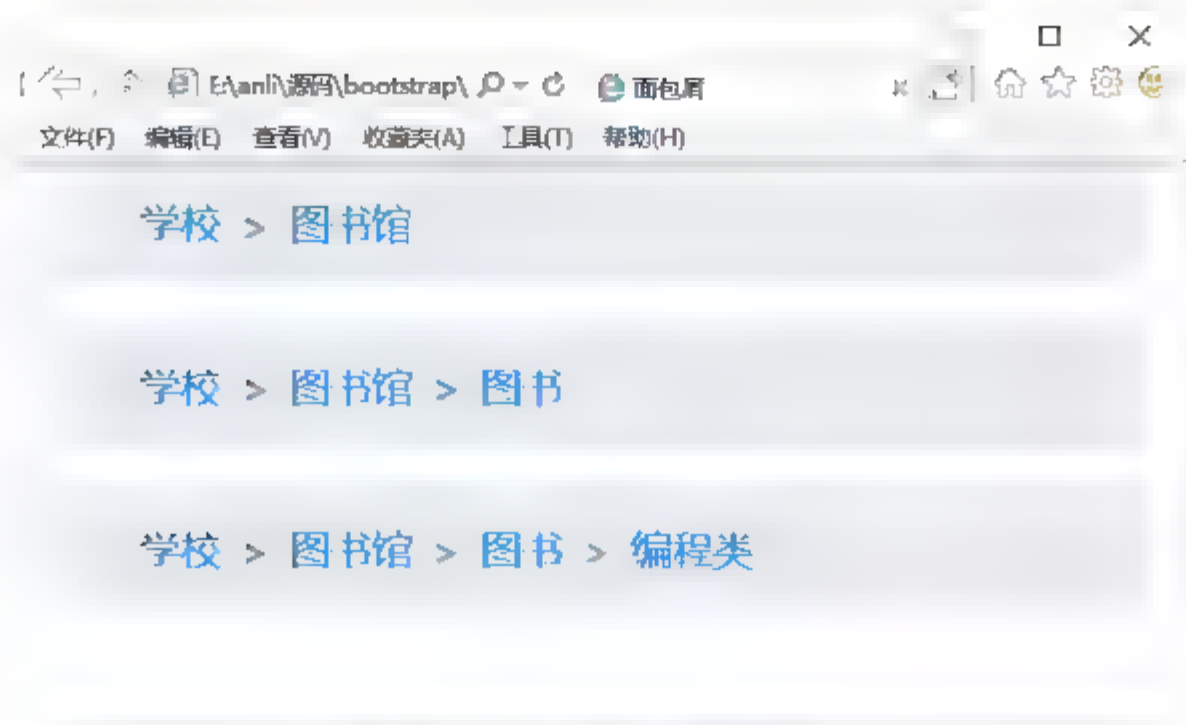 E:\anli\源码\bootstrap\ 面包屑
文件(F) 编辑(E) 查看(V) 收藏夹(A) 工具(T) 帮助(H)
学校 > 图书馆
学校 > 图书馆 > 图书
学校 > 图书馆 > 图书 > 编程类